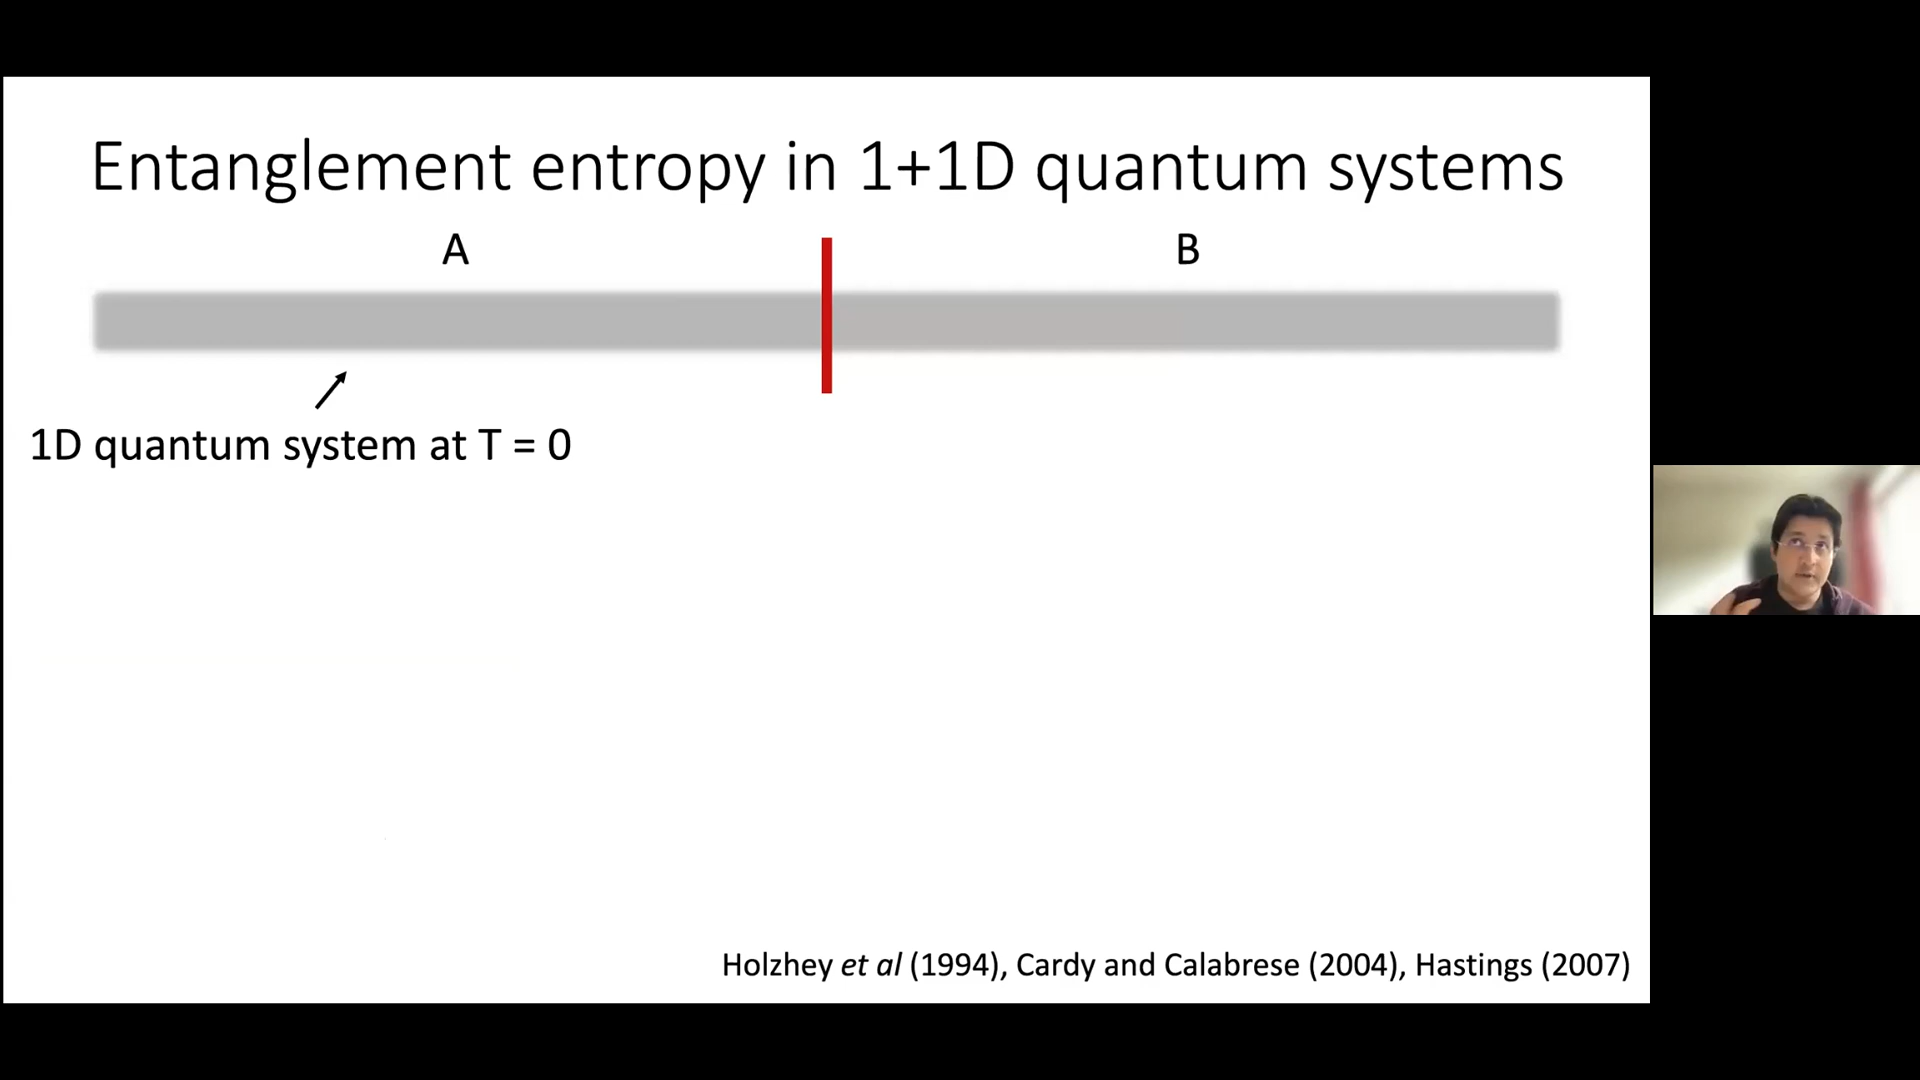 Entanglement entropy in 1+1D quantum systems
A
B
1D quantum system at T = 0
Holzhey et al (1994), Cardy and Calabrese (2004), Hastings (2007)